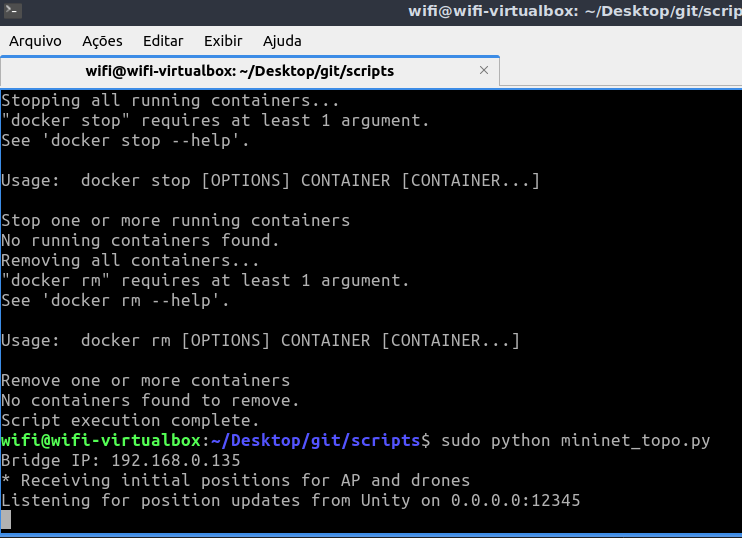 wifi@wifi-virtualbox: ~/Desktop/git/scrip
Arquivo Ações Editar Exibir Ajuda
wifi@wifi-virtualbox: ~/Desktop/git/scripts ×
Stopping all running containers...
"docker stop" requires at least 1 argument.
See 'docker stop --help'.
Usage:  docker stop [OPTIONS] CONTAINER [CONTAINER...]
Stop one or more running containers
No running containers found.
Removing all containers...
"docker rm" requires at least 1 argument.
See 'docker rm --help'.
Usage:  docker rm [OPTIONS] CONTAINER [CONTAINER...]
Remove one or more containers
No containers found to remove.
Script execution complete.
wifi@wifi-virtualbox:~/Desktop/git/scripts$ sudo python mininet_topo.py
Bridge IP: 192.168.0.135
* Receiving initial positions for AP and drones
Listening for position updates from Unity on 0.0.0.0:12345